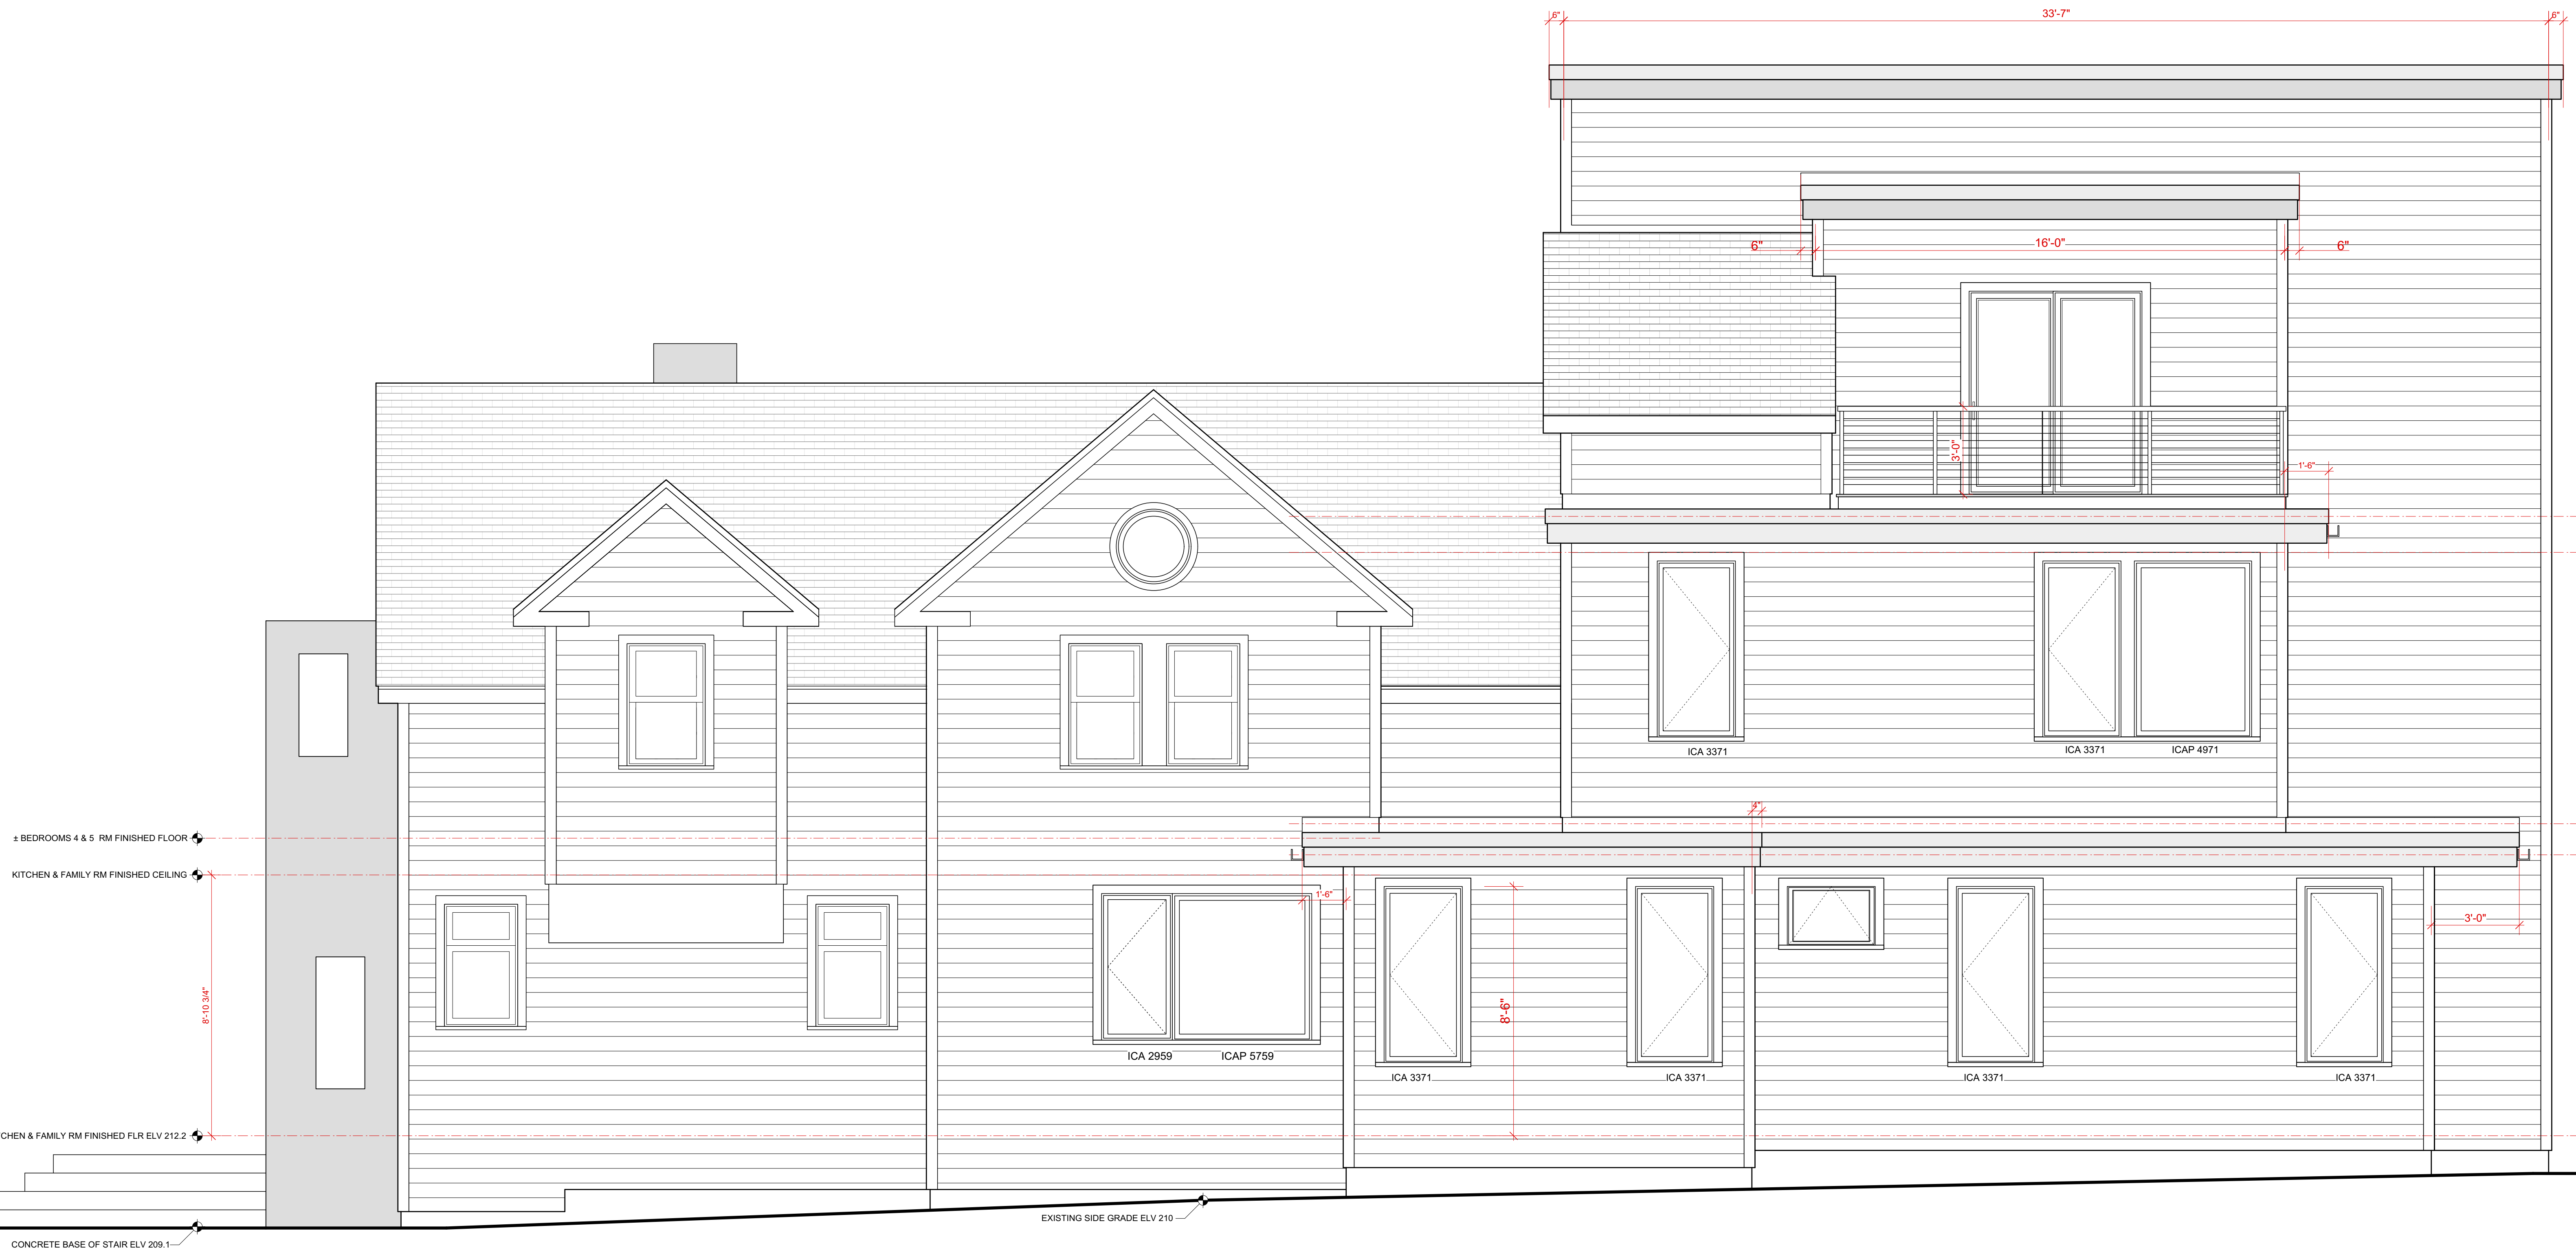 6" 33'-7" 6"
6" 16'-0" 6"
3'-0"
1'-6"
ICA 3371 ICA 3371 ICAP 4971
4"
± BEDROOMS 4 & 5 RM FINISHED FLOOR
KITCHEN & FAMILY RM FINISHED CEILING
1'-6"
3'-0"
8'-10 3/4"
8'-6"
ICA 2959 ICAP 5759
ICA 3371 ICA 3371 ICA 3371 ICA 3371
CHEN & FAMILY RM FINISHED FLR ELV 212.2
EXISTING SIDE GRADE ELV 210
CONCRETE BASE OF STAIR ELV 209.1